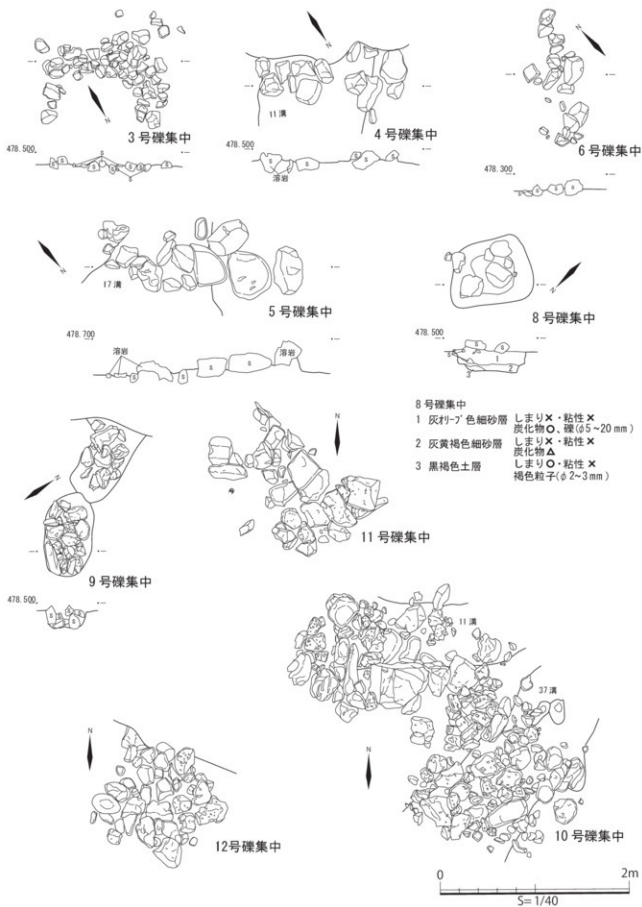 N
3号礫集中
478.500
S
S
S
S
S
S
S
S
N
11溝
4号礫集中
478.500
S
S
S
S
溶岩
N
6号礫集中
478.300
S
S
S
N
17溝
5号礫集中
478.700
溶岩
溶岩
S
S
S
S
N
8号礫集中
478.500
S
S
S
1
2
3
8号礫集中
1 灰ｵﾘｰﾌﾞ色細砂層 しまり×・粘性×
炭化物○、礫(φ5~20mm)
2 灰黄褐色細砂層 しまり×・粘性×
炭化物△
3 黒褐色土層 しまり○・粘性×
褐色粒子(φ2~3mm)
N
9号礫集中
478.500
S
S
S
N
11号礫集中
11溝
37溝
N
10号礫集中
N
12号礫集中
0 2m
S=1/40